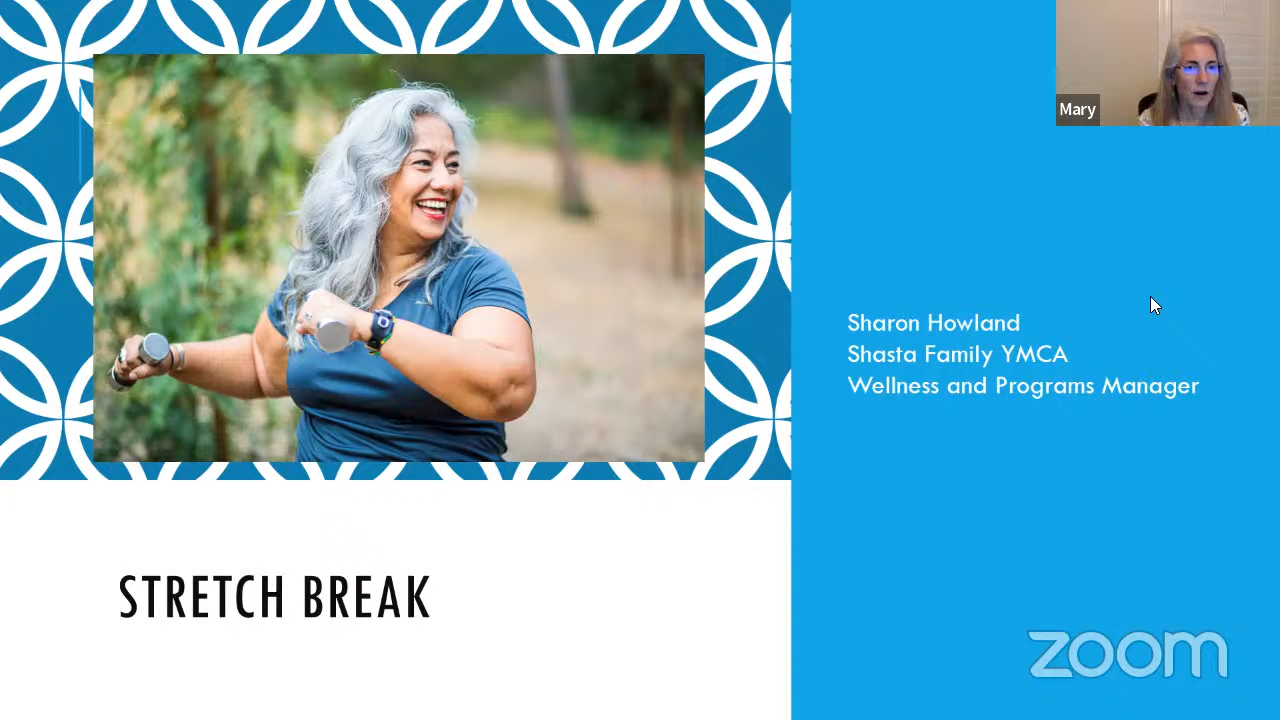 Mary
Sharon Howland
Shasta Family YMCA
Wellness and Programs Manager
STRETCH BREAK
zoom